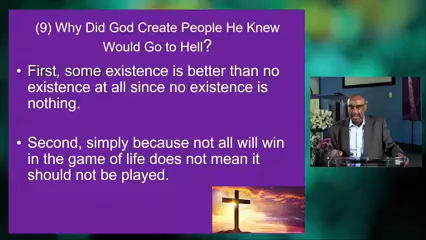 (9) Why Did God Create People He Knew
Would Go to Hell?
• First, some existence is better than no
existence at all since no existence is
nothing.
• Second, simply because not all will win
in the game of life does not mean it
should not be played.